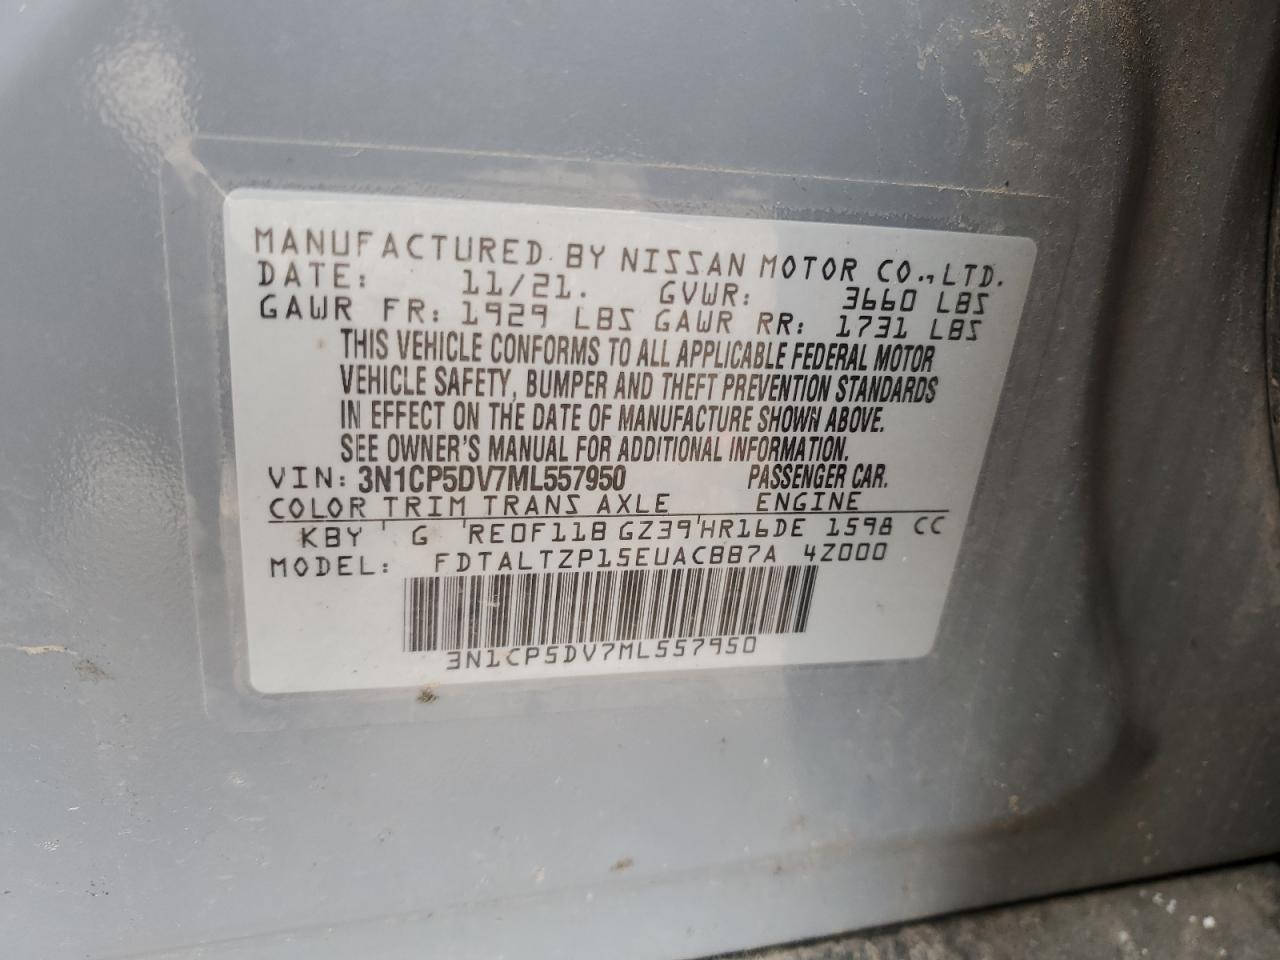 MANUFACTURED BY NISSAN MOTOR CO., LTD.
DATE: 11/21. GVWR: 3660 LBS
GAWR FR: 1929 LBS GAWR RR: 1731 LBS
THIS VEHICLE CONFORMS TO ALL APPLICABLE FEDERAL MOTOR
VEHICLE SAFETY, BUMPER AND THEFT PREVENTION STANDARDS
IN EFFECT ON THE DATE OF MANUFACTURE SHOWN ABOVE.
SEE OWNER'S MANUAL FOR ADDITIONAL INFORMATION.
VIN: 3N1CP5DV7ML557950 PASSENGER CAR.
COLOR TRIM TRANS AXLE ENGINE
KBY ' G 'RE0F11B GZ39'HR16DE 1598 CC
MODEL: FDTALTZP15EUACBB7A 4Z000
3N1CP5DV7ML557950